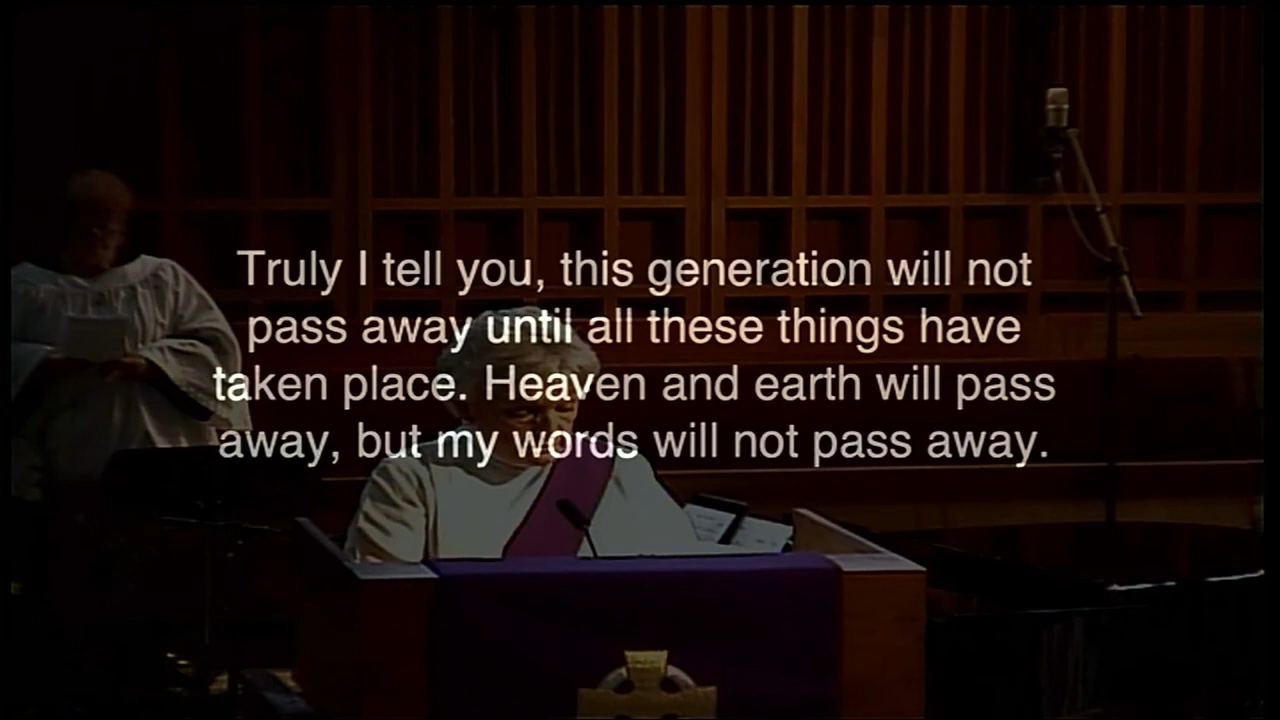 Truly I tell you, this generation will not
pass away until all these things have
taken place. Heaven and earth will pass
away, but my words will not pass away.